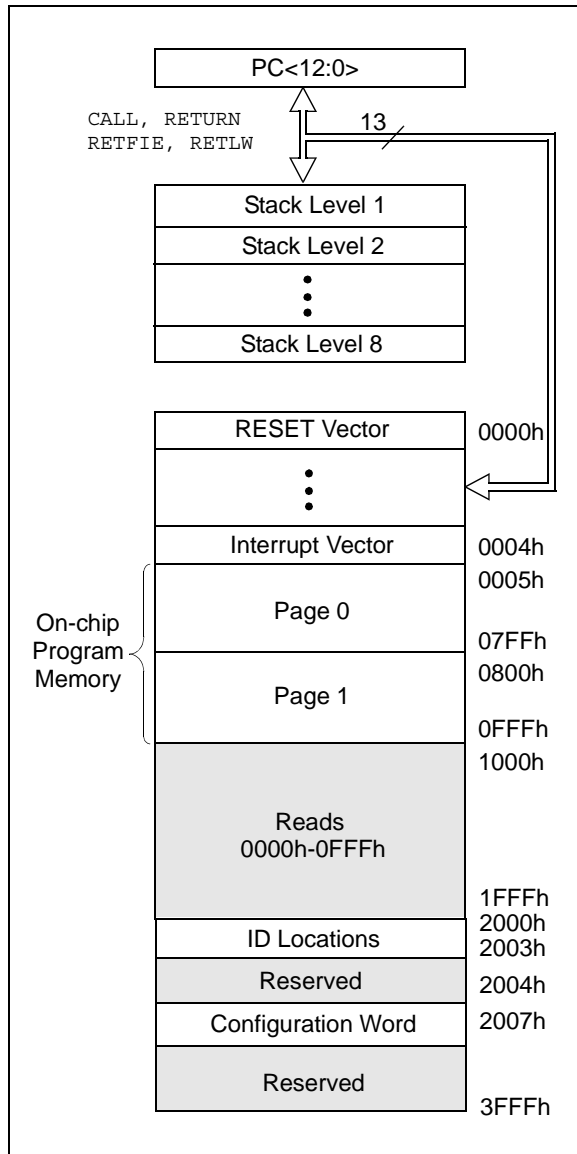 PC<12:0>
CALL, RETURN
RETFIE, RETLW
13
Stack Level 1
Stack Level 2
Stack Level 8
RESET Vector
0000h
Interrupt Vector
0004h
0005h
On-chip
Program
Memory
Page 0
07FFh
0800h
Page 1
0FFFh
1000h
Reads
0000h-0FFFh
1FFFh
2000h
ID Locations
2003h
Reserved
2004h
Configuration Word
2007h
Reserved
3FFFh